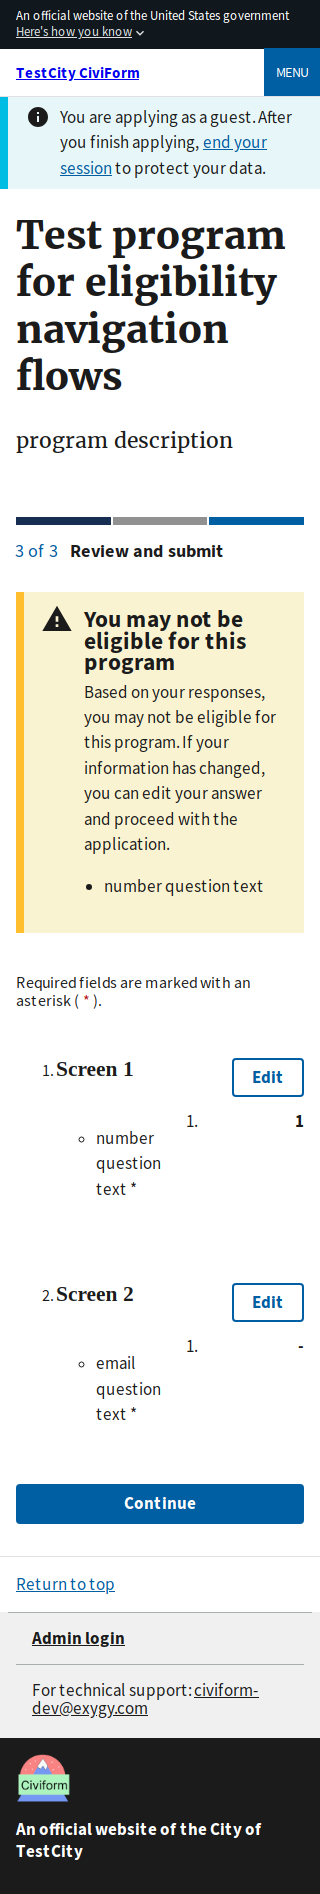 An official website of the United States government
Here's how you know
TestCity CiviForm
MENU
You are applying as a guest. After
you finish applying, end your
session to protect your data.
Test program
for eligibility
navigation
flows
program description
3 of 3 Review and submit
You may not be
eligible for this
program
Based on your responses,
you may not be eligible for
this program. If your
information has changed,
you can edit your answer
and proceed with the
application.
• number question text
Required fields are marked with an
asterisk ( * ).
1. Screen 1
Edit
number
question
text *
1. 1
2. Screen 2
Edit
email
question
text *
1. -
Continue
Return to top
Admin login
For technical support: civiform-
dev@exygy.com
Civiform
An official website of the City of
TestCity